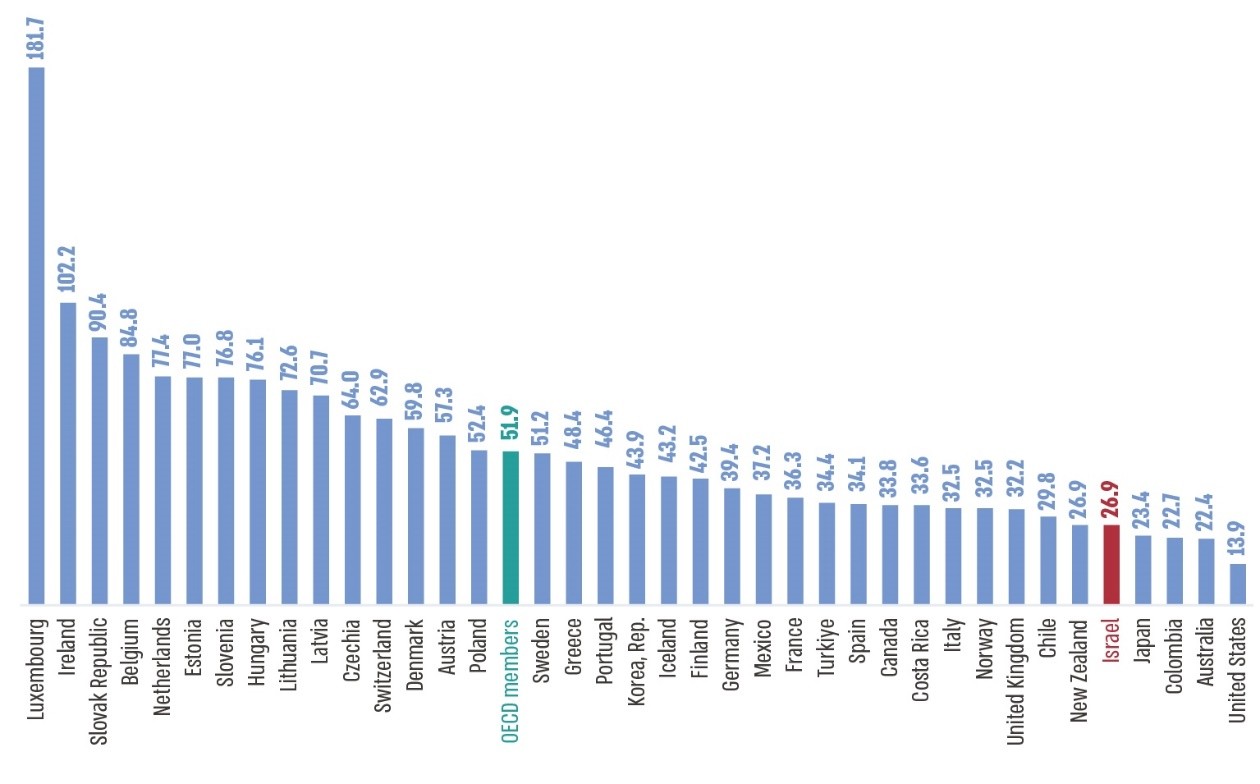 181.7
102.2
90.4
84.8
77.4
77.0
76.8
76.1
72.6
70.7
64.0
62.9
59.8
57.3
52.4
51.9
51.2
48.4
46.4
43.9
43.2
42.5
39.4
37.2
36.3
34.4
34.1
33.8
33.6
32.5
32.5
32.2
29.8
26.9
26.9
23.4
22.7
22.4
13.9
Luxembourg
Ireland
Slovak Republic
Belgium
Netherlands
Estonia
Slovenia
Hungary
Lithuania
Latvia
Czechia
Switzerland
Denmark
Austria
Poland
OECD members
Sweden
Greece
Portugal
Korea, Rep.
Iceland
Finland
Germany
Mexico
France
Turkiye
Spain
Canada
Costa Rica
Italy
Norway
United Kingdom
Chile
New Zealand
Israel
Japan
Colombia
Australia
United States